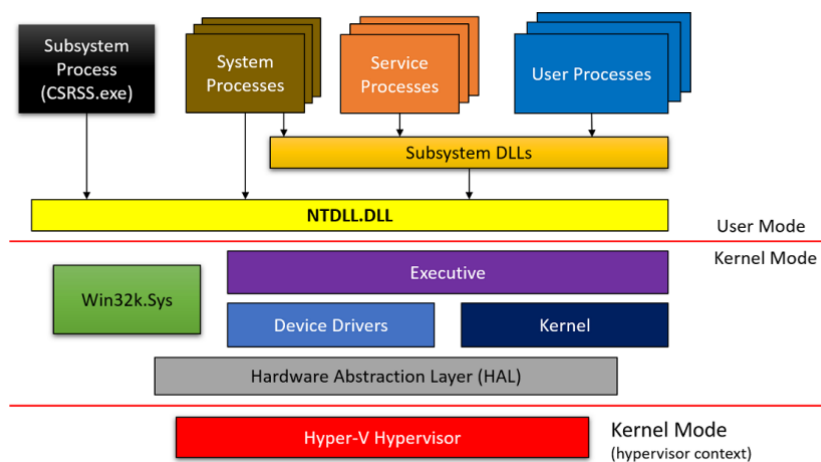 Subsystem
Process
(CSRSS.exe)
System
Processes
Service
Processes
User Processes
Subsystem DLLs
NTDLL.DLL
User Mode
Kernel Mode
Executive
Win32k.Sys
Device Drivers
Kernel
Hardware Abstraction Layer (HAL)
Hyper-V Hypervisor
Kernel Mode
(hypervisor context)